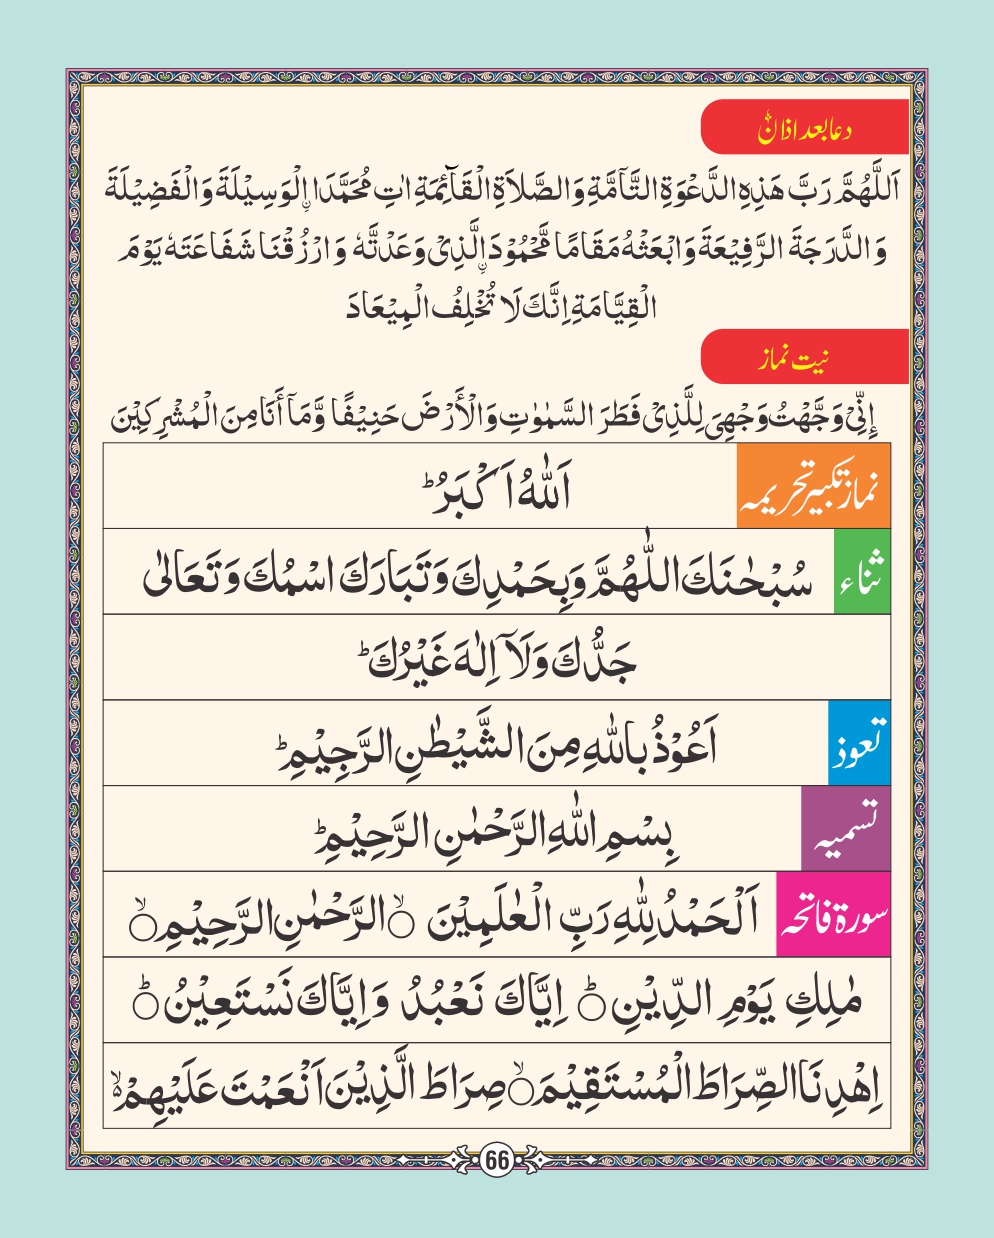 دعا بعد اذان
اَللّٰهُمَّ رَبَّ هٰذِهِ الدَّعْوَةِ التَّآمَّةِ وَالصَّلَاةِ الْقَآئِمَةِ اٰتِ مُحَمَّدَا ۣالْوَسِيْلَةَ وَالْفَضِيْلَةَ
وَالدَّرَجَةَ الرَّفِيْعَةَ وَابْعَثْهُ مَقَامًا مَّحْمُوْدَ ۣالَّذِىْ وَعَدْتَّهٗ وَارْزُقْنَا شَفَاعَتَهٗ يَوْمَ
الْقِيَّامَةِ اِنَّكَ لَا تُخْلِفُ الْمِيْعَادَ
نیت نماز
اِنِّىْ وَجَّهْتُ وَجْهِىَ لِلَّذِىْ فَطَرَ السَّمٰوٰتِ وَالْأَرْضَ حَنِيْفًا وَّمَآ أَنَا مِنَ الْمُشْرِكِيْنَ
نماز تکبیر تحریمہ اَللّٰهُ اَكْبَرُ ؕ
ثناء سُبْحٰنَكَ اللّٰهُمَّ وَبِحَمْدِكَ وَتَبَارَكَ اسْمُكَ وَتَعَالٰى
جَدُّكَ وَلَآ اِلٰهَ غَيْرُكَ ؕ
تعوذ اَعُوْذُ بِاللّٰهِ مِنَ الشَّيْطٰنِ الرَّجِيْمِ ؕ
تسمیہ بِسْمِ اللّٰهِ الرَّحْمٰنِ الرَّحِيْمِ ؕ
سورۃ فاتحہ اَلْحَمْدُ لِلّٰهِ رَبِّ الْعٰلَمِيْنَ ۙ○ الرَّحْمٰنِ الرَّحِيْمِ ۙ○
مٰلِكِ يَوْمِ الدِّيْنِ ؕ○ اِيَّاكَ نَعْبُدُ وَاِيَّاكَ نَسْتَعِيْنُ ؕ○
اِهْدِنَا الصِّرَاطَ الْمُسْتَقِيْمَ ۙ○ صِرَاطَ الَّذِيْنَ اَنْعَمْتَ عَلَيْهِمْ ۙ
66